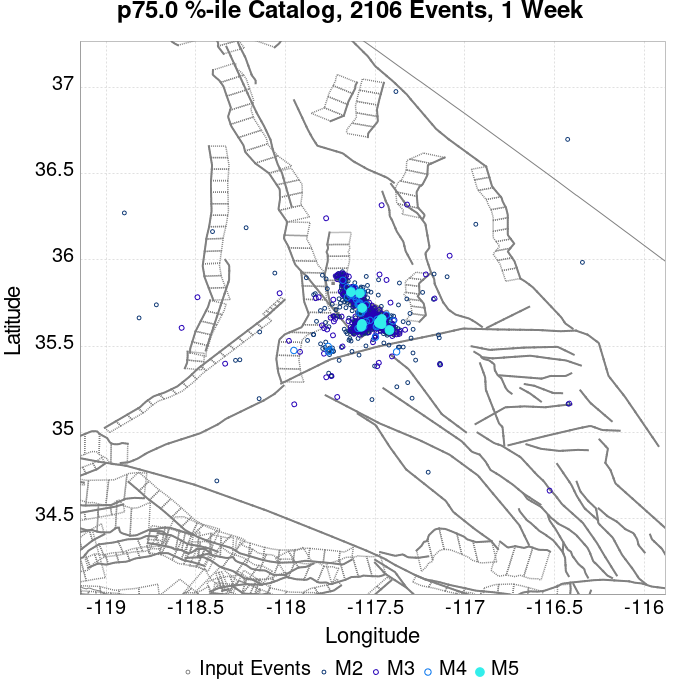 p75.0 %-ile Catalog, 2106 Events, 1 Week
37
36.5
36
35.5
35
34.5
Latitude
-119 -118.5 -118 -117.5 -117 -116.5 -116
Longitude
Input Events M2 M3 M4 M5